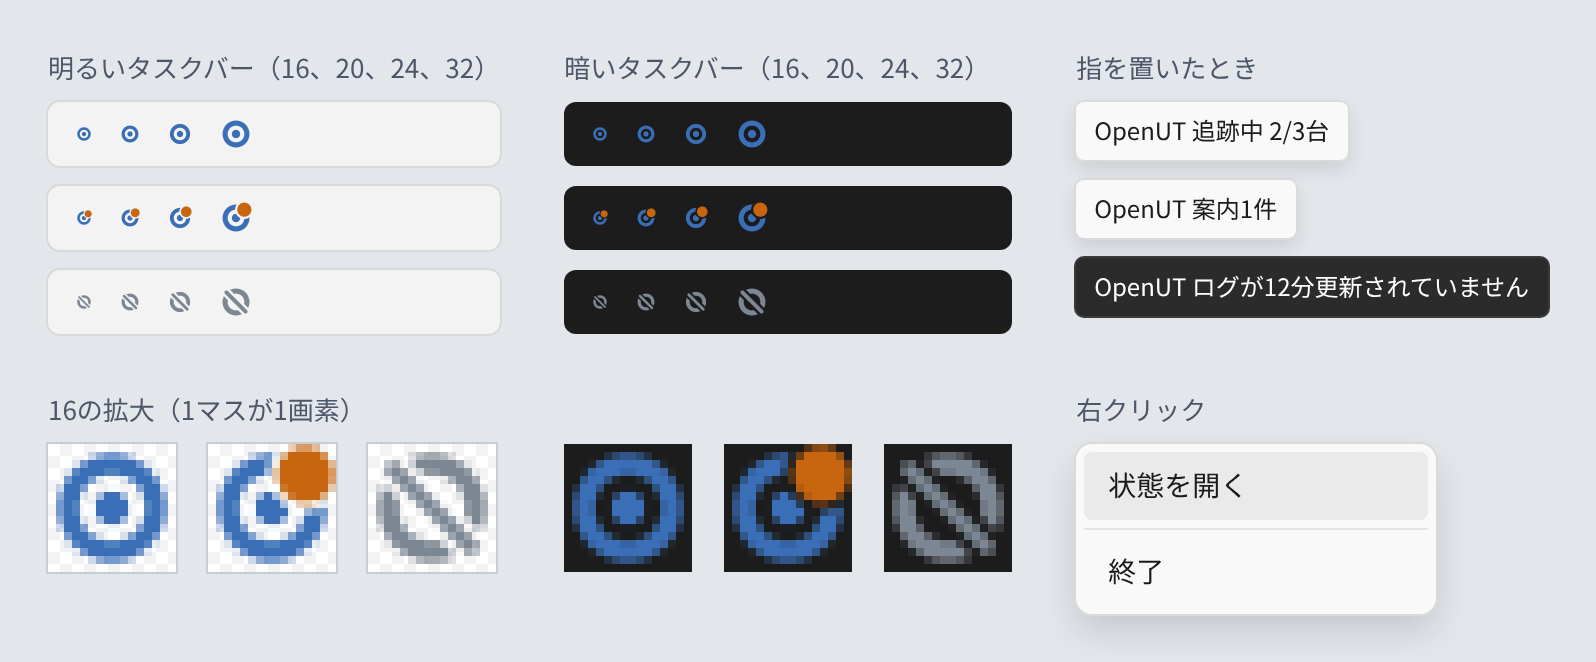 明るいタスクバー（16、20、24、32）
暗いタスクバー（16、20、24、32）
指を置いたとき
OpenUT 追跡中 2/3台
OpenUT 案内1件
OpenUT ログが12分更新されていません
16の拡大（1マスが1画素）
右クリック
状態を開く
終了